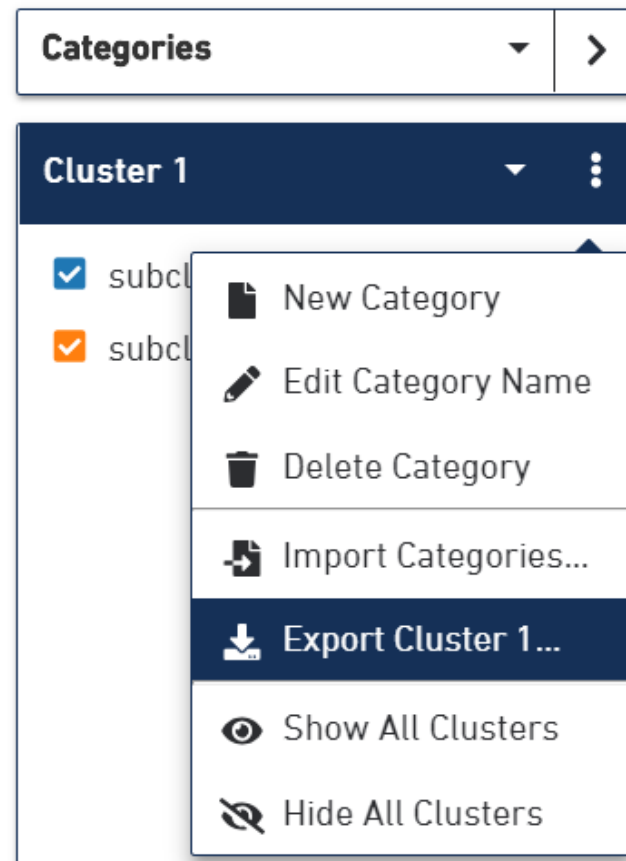 Categories
Cluster 1
subcl
subcl
New Category
Edit Category Name
Delete Category
Import Categories...
Export Cluster 1...
Show All Clusters
Hide All Clusters